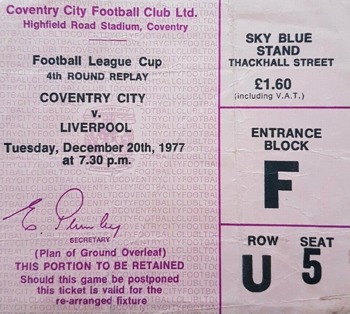 Coventry City Football Club Ltd.
Highfield Road Stadium, Coventry
Football League Cup
4th ROUND REPLAY
COVENTRY CITY
v.
LIVERPOOL
Tuesday, December 20th, 1977
at 7.30 p.m.
E. Plumley
SECRETARY
(Plan of Ground Overleaf)
THIS PORTION TO BE RETAINED
Should this game be postponed
this ticket is valid for the
re-arranged fixture
SKY BLUE
STAND
THACKHALL STREET
£1.60
(including V.A.T.)
ENTRANCE
BLOCK
F
ROW SEAT
U 5